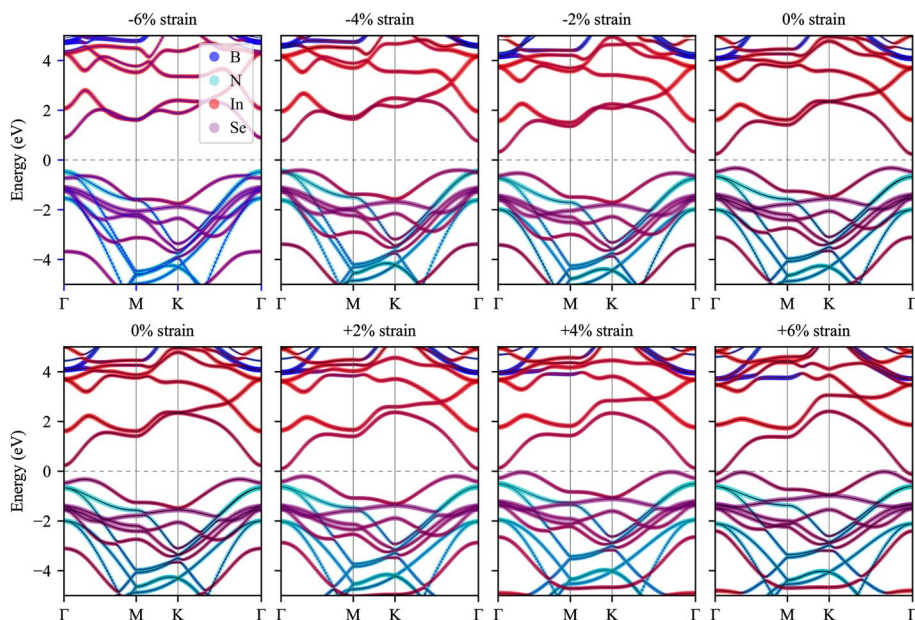 -6% strain
-4% strain
-2% strain
0% strain
Energy (eV)
4
2
0
−2
−4
B
N
In
Se
Γ M K Γ
Γ M K Γ
Γ M K Γ
Γ M K Γ
0% strain
+2% strain
+4% strain
+6% strain
Energy (eV)
4
2
0
−2
−4
Γ M K Γ
Γ M K Γ
Γ M K Γ
Γ M K Γ